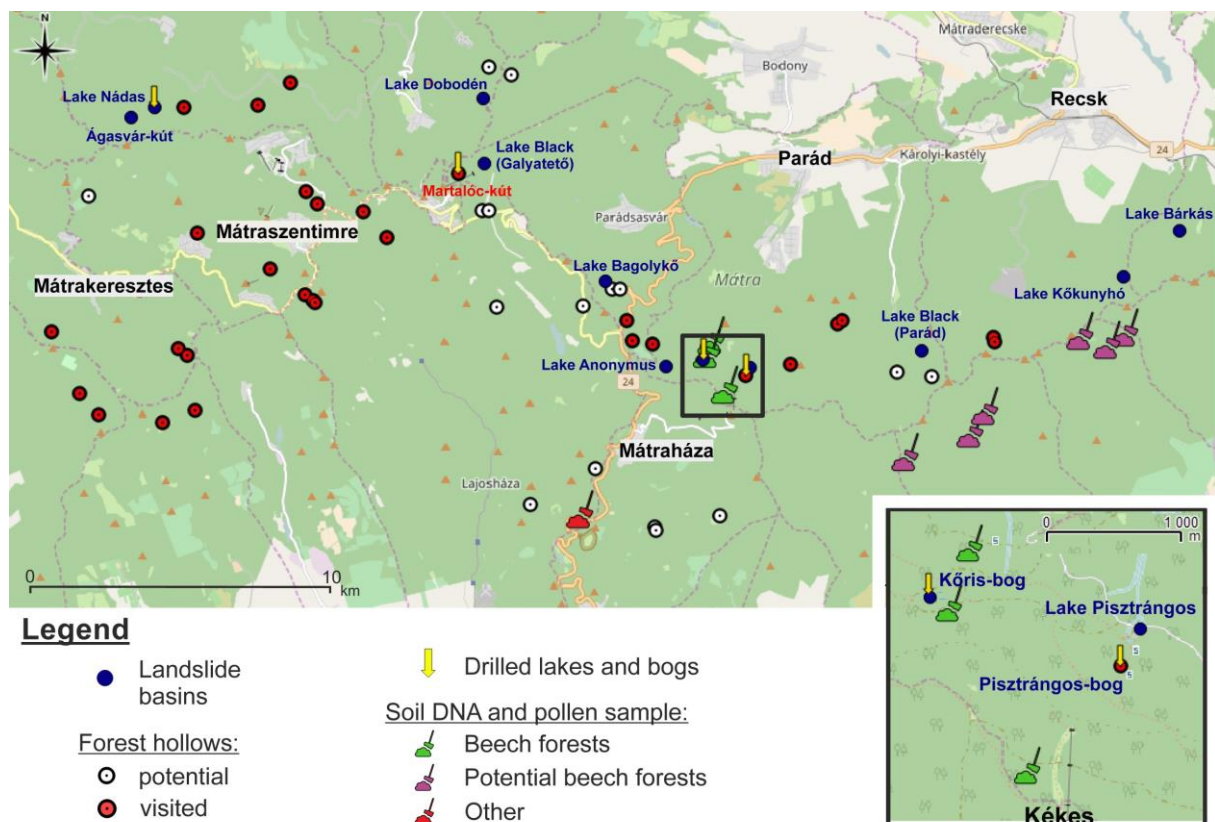 N
Mátraderecske
Bodony
Lake Dobodén
Lake Nádas
Ágasvár-kút
Recsk
24
Lake Black
(Galyatető)
Parád
Károlyi-kastély
Martalóc-kút
Parádsasvár
Lake Bárkás
Mátraszentimre
Mátra
Lake Bagolykő
Mátrakeresztes
Lake Kőkunyhó
Lake Black
(Parád)
Lake Anonymus
24
Mátraháza
Lajosháza
0
10
km
0
1 000
m
S
Kőris-bog
Lake Pisztrángos
S
Pisztrángos-bog
S
Kékes
Legend
Landslide
basins
Drilled lakes and bogs
Soil DNA and pollen sample:
Forest hollows:
Beech forests
potential
Potential beech forests
visited
Other